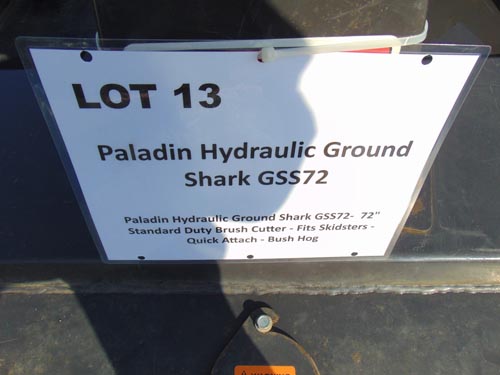 LOT 13
Paladin Hydraulic Ground
Shark GSS72
Paladin Hydraulic Ground Shark GSS72- 72"
Standard Duty Brush Cutter - Fits Skidsters -
Quick Attach - Bush Hog